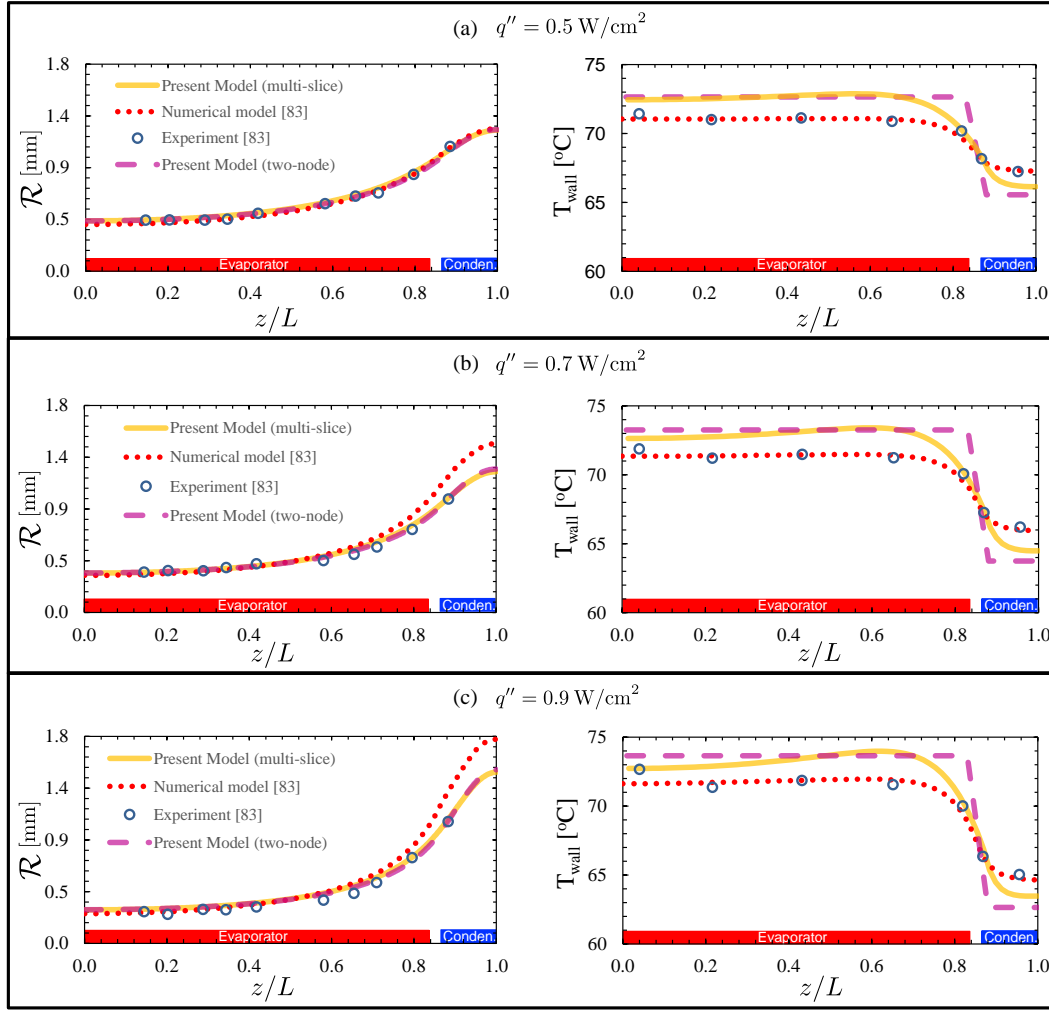 (a) q″ = 0.5 W/cm²
1.8
1.4
0.9
0.5
0.0
ℛ [mm]
Present Model (multi-slice)
Numerical model [83]
Experiment [83]
Present Model (two-node)
Evaporator
Conden.
0.0 0.2 0.4 0.6 0.8 1.0
z/L
75
70
65
60
T_wall [°C]
Evaporator
Conden.
0.0 0.2 0.4 0.6 0.8 1.0
z/L
(b) q″ = 0.7 W/cm²
1.8
1.4
0.9
0.5
0.0
ℛ [mm]
Present Model (multi-slice)
Numerical model [83]
Experiment [83]
Present Model (two-node)
Evaporator
Conden.
0.0 0.2 0.4 0.6 0.8 1.0
z/L
75
70
65
60
T_wall [°C]
Evaporator
Conden.
0.0 0.2 0.4 0.6 0.8 1.0
z/L
(c) q″ = 0.9 W/cm²
1.8
1.4
0.9
0.5
0.0
ℛ [mm]
Present Model (multi-slice)
Numerical model [83]
Experiment [83]
Present Model (two-node)
Evaporator
Conden.
0.0 0.2 0.4 0.6 0.8 1.0
z/L
75
70
65
60
T_wall [°C]
Evaporator
Conden.
0.0 0.2 0.4 0.6 0.8 1.0
z/L